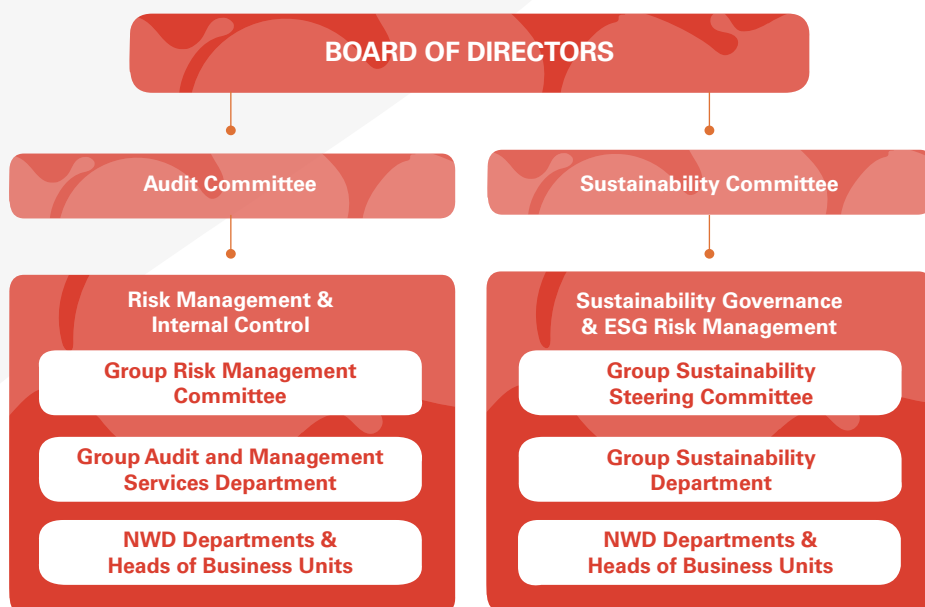 BOARD OF DIRECTORS
Audit Committee
Risk Management &
Internal Control
Group Risk Management
Committee
Group Audit and Management
Services Department
NWD Departments &
Heads of Business Units
Sustainability Committee
Sustainability Governance
& ESG Risk Management
Group Sustainability
Steering Committee
Group Sustainability
Department
NWD Departments &
Heads of Business Units